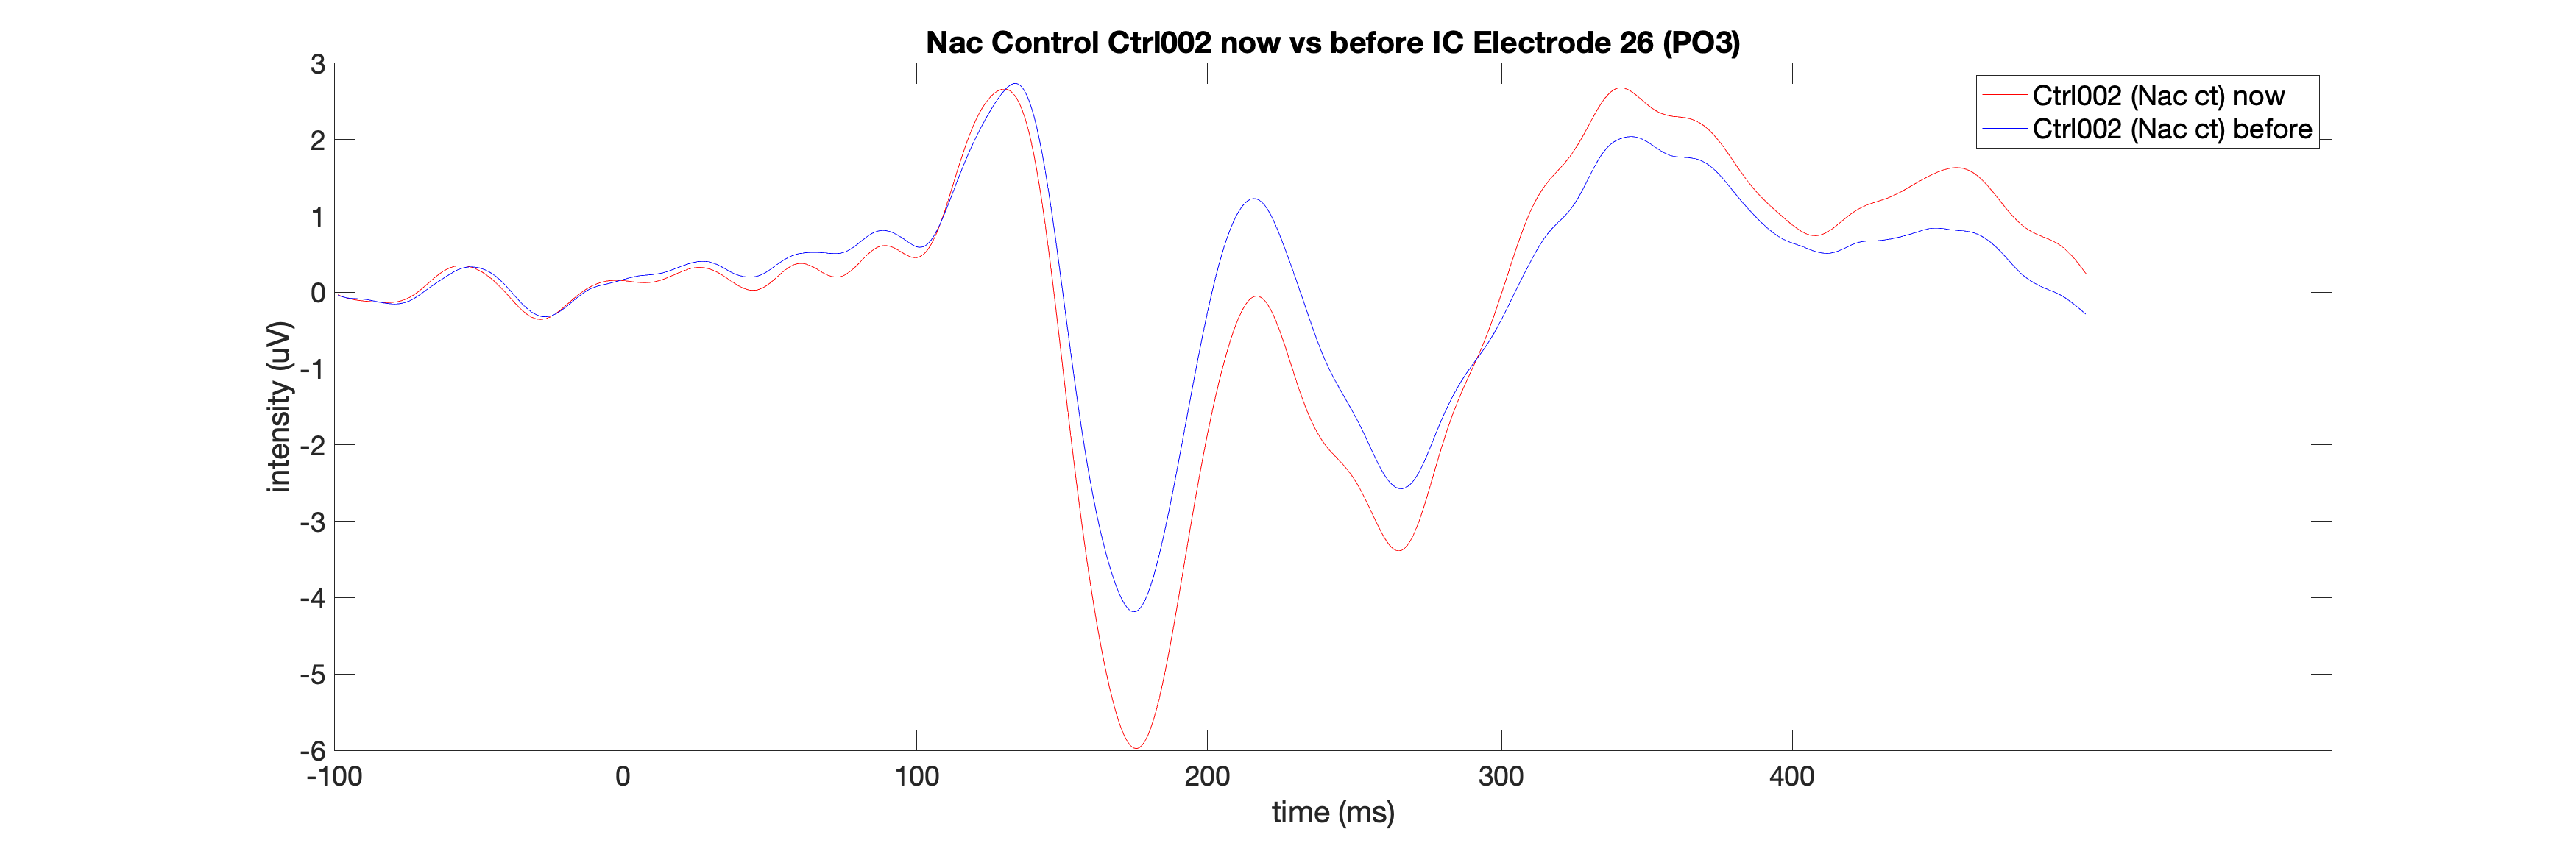 Nac Control Ctrl002 now vs before IC Electrode 26 (PO3)
3
2
1
0
-1
-2
-3
-4
-5
-6
intensity (uV)
Ctrl002 (Nac ct) now
Ctrl002 (Nac ct) before
-100 0 100 200 300 400
time (ms)